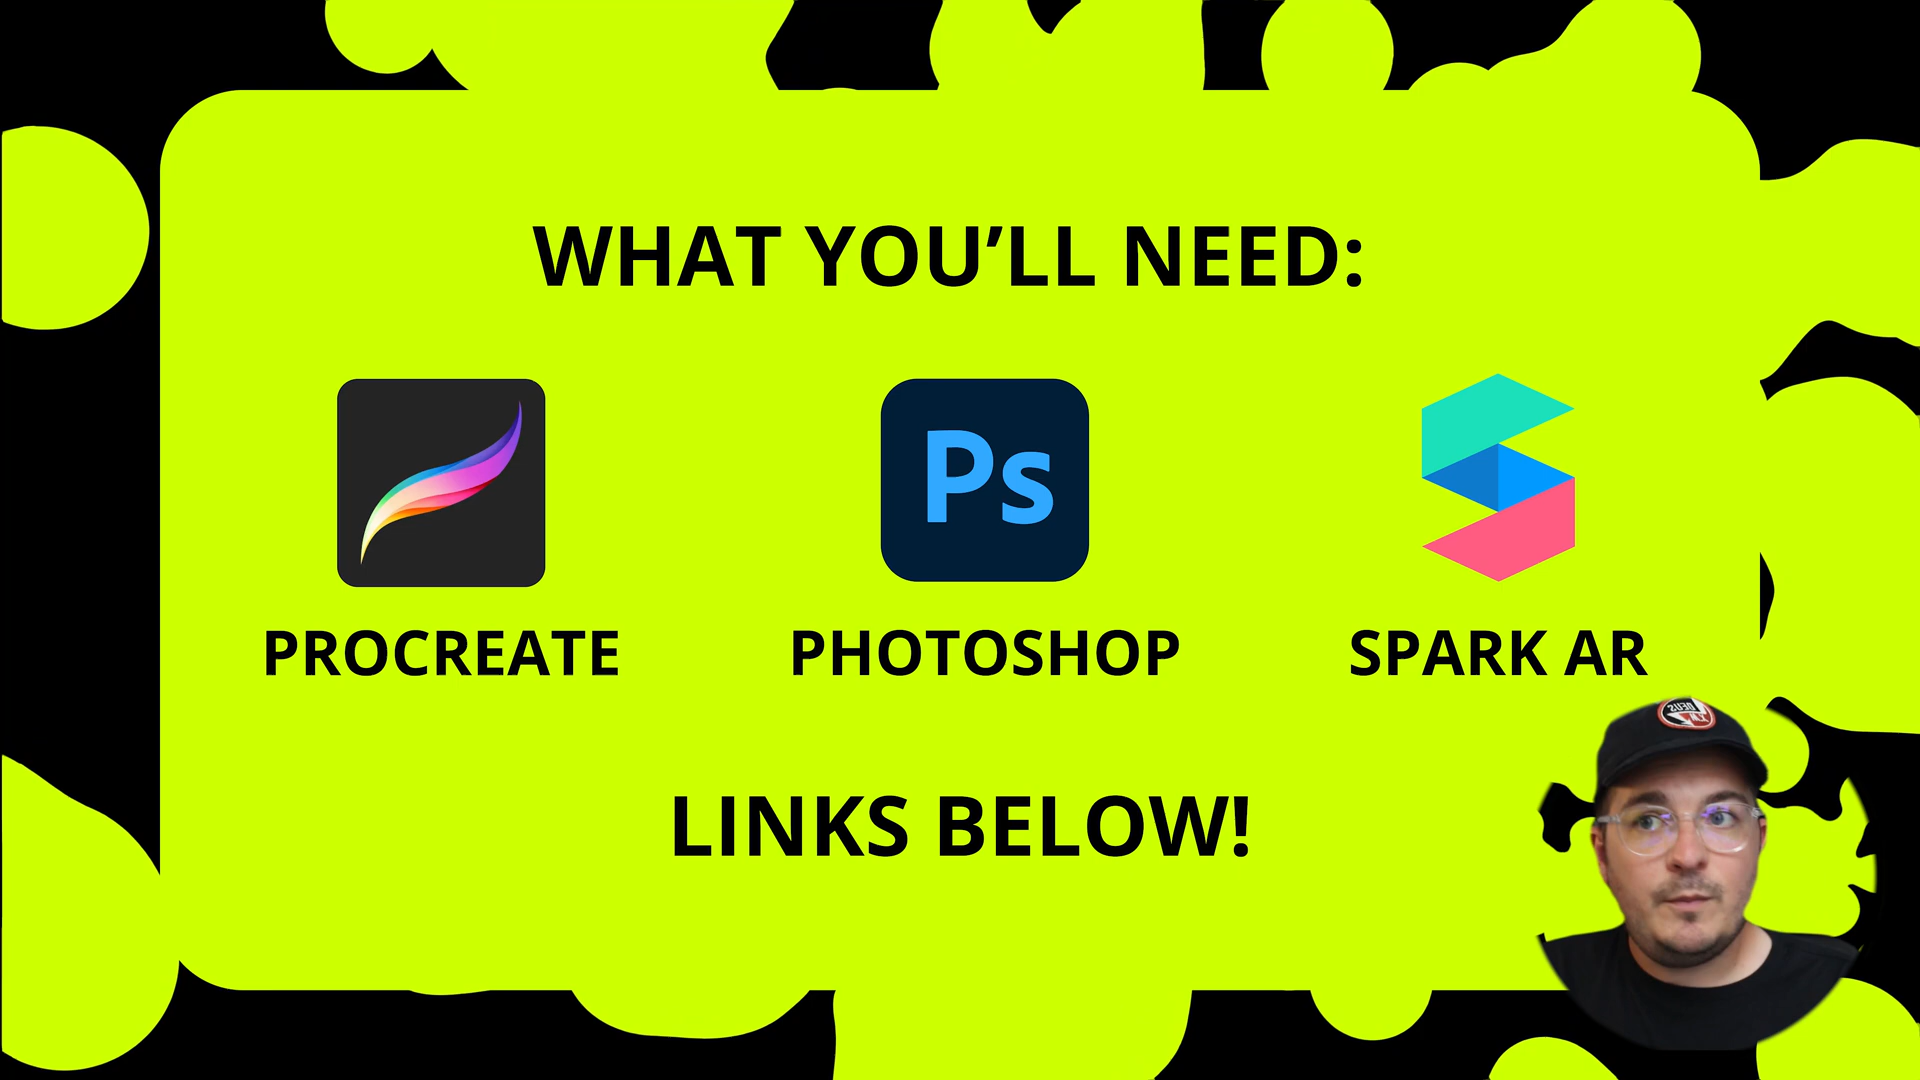 WHAT YOU’LL NEED:
Ps
PROCREATE
PHOTOSHOP
SPARK AR
LINKS BELOW!